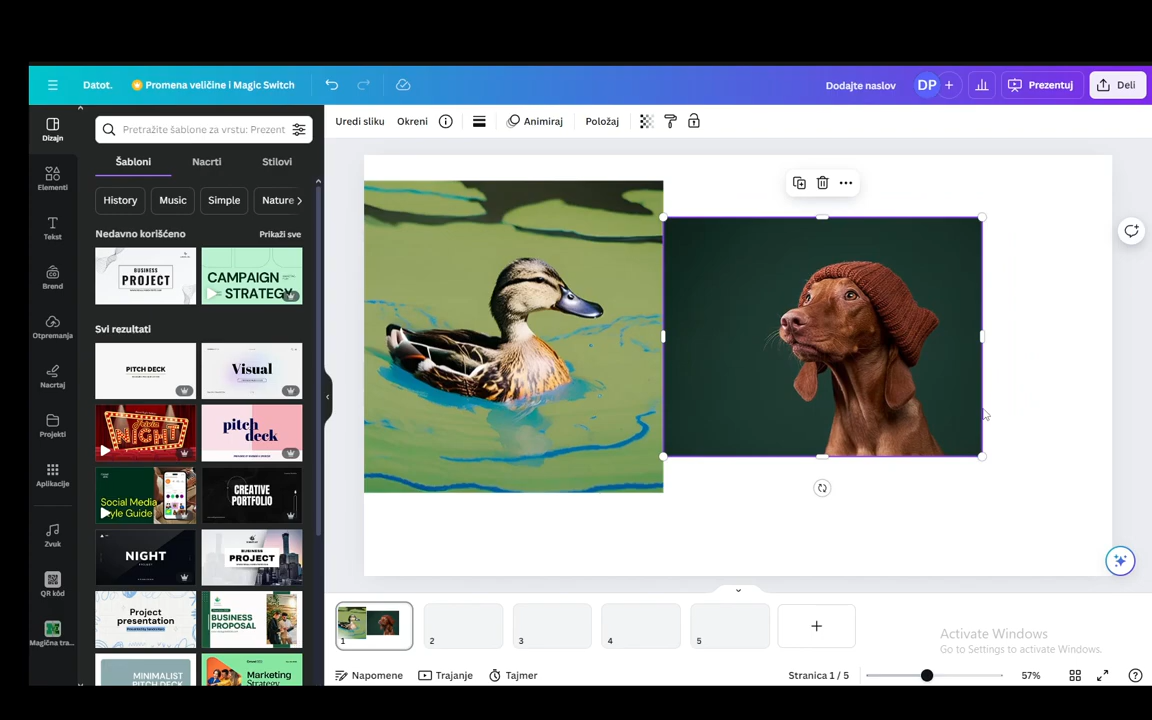 Datot.
Promena veličine i Magic Switch
Dodajte naslov
DP
Prezentuj
Deli
Dizajn
Elementi
Tekst
Brend
Otpremanja
Nacrtaj
Projekti
Aplikacije
Zvuk
QR kôd
Magična tra...
Pretražite šablone za vrstu: Prezent
Šabloni
Nacrti
Stilovi
History
Music
Simple
Nature
Nedavno korišćeno
Prikaži sve
BUSINESS
PROJECT
CAMPAIGN
STRATEGY
Svi rezultati
PITCH DECK
Visual
Trivia
NIGHT
pitch
deck
Social Media
Style Guide
CREATIVE
PORTFOLIO
NIGHT
BUSINESS
PROJECT
Project
presentation
BUSINESS
PROPOSAL
MINIMALIST
PITCH DECK
Marketing
Strategy
Uredi sliku
Okreni
Animiraj
Položaj
1
2
3
4
5
Activate Windows
Go to Settings to activate Windows.
Napomene
Trajanje
Tajmer
Stranica 1 / 5
57%